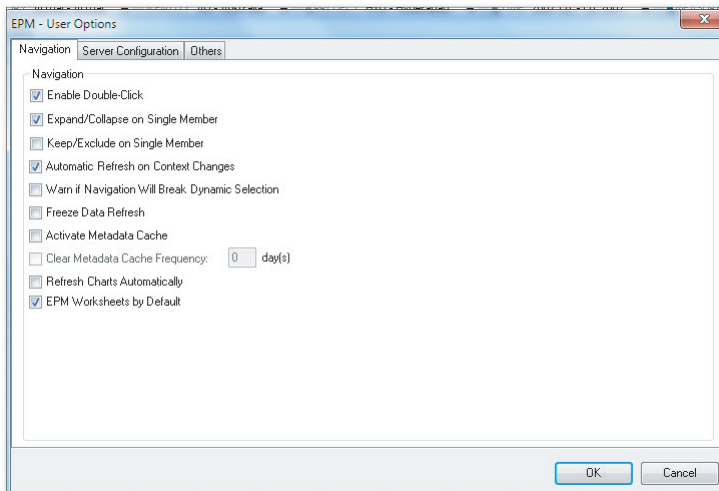 EPM - User Options
Navigation Server Configuration Others
Navigation
Enable Double-Click
Expand/Collapse on Single Member
Keep/Exclude on Single Member
Automatic Refresh on Context Changes
Warn if Navigation Will Break Dynamic Selection
Freeze Data Refresh
Activate Metadata Cache
Clear Metadata Cache Frequency: 0 day(s)
Refresh Charts Automatically
EPM Worksheets by Default
OK Cancel